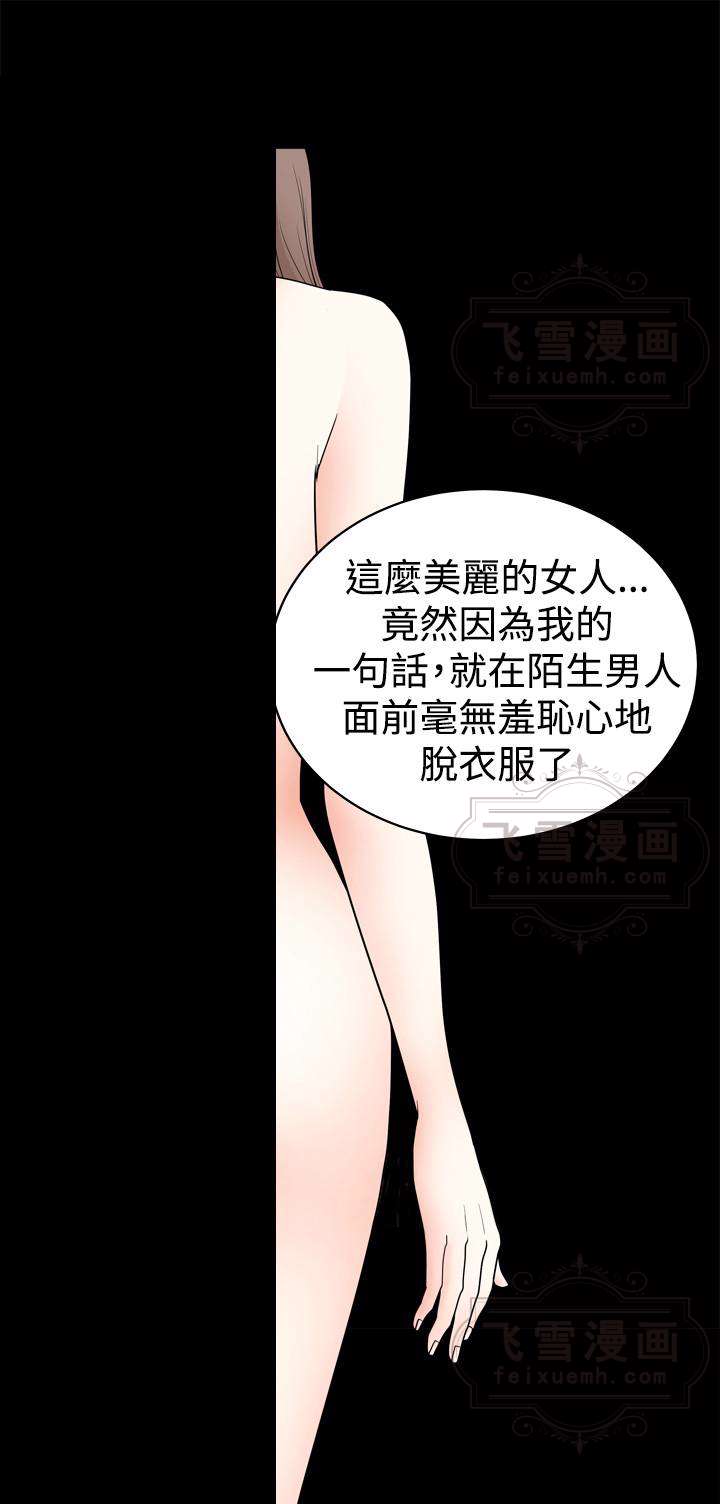 飞雪漫画
feixuemh.com
這麼美麗的女人...
竟然因為我的
一句話，就在陌生男人
面前毫無羞恥心地
脫衣服了
飞雪漫画
feixuemh.com
飞雪漫画
feixuemh.com